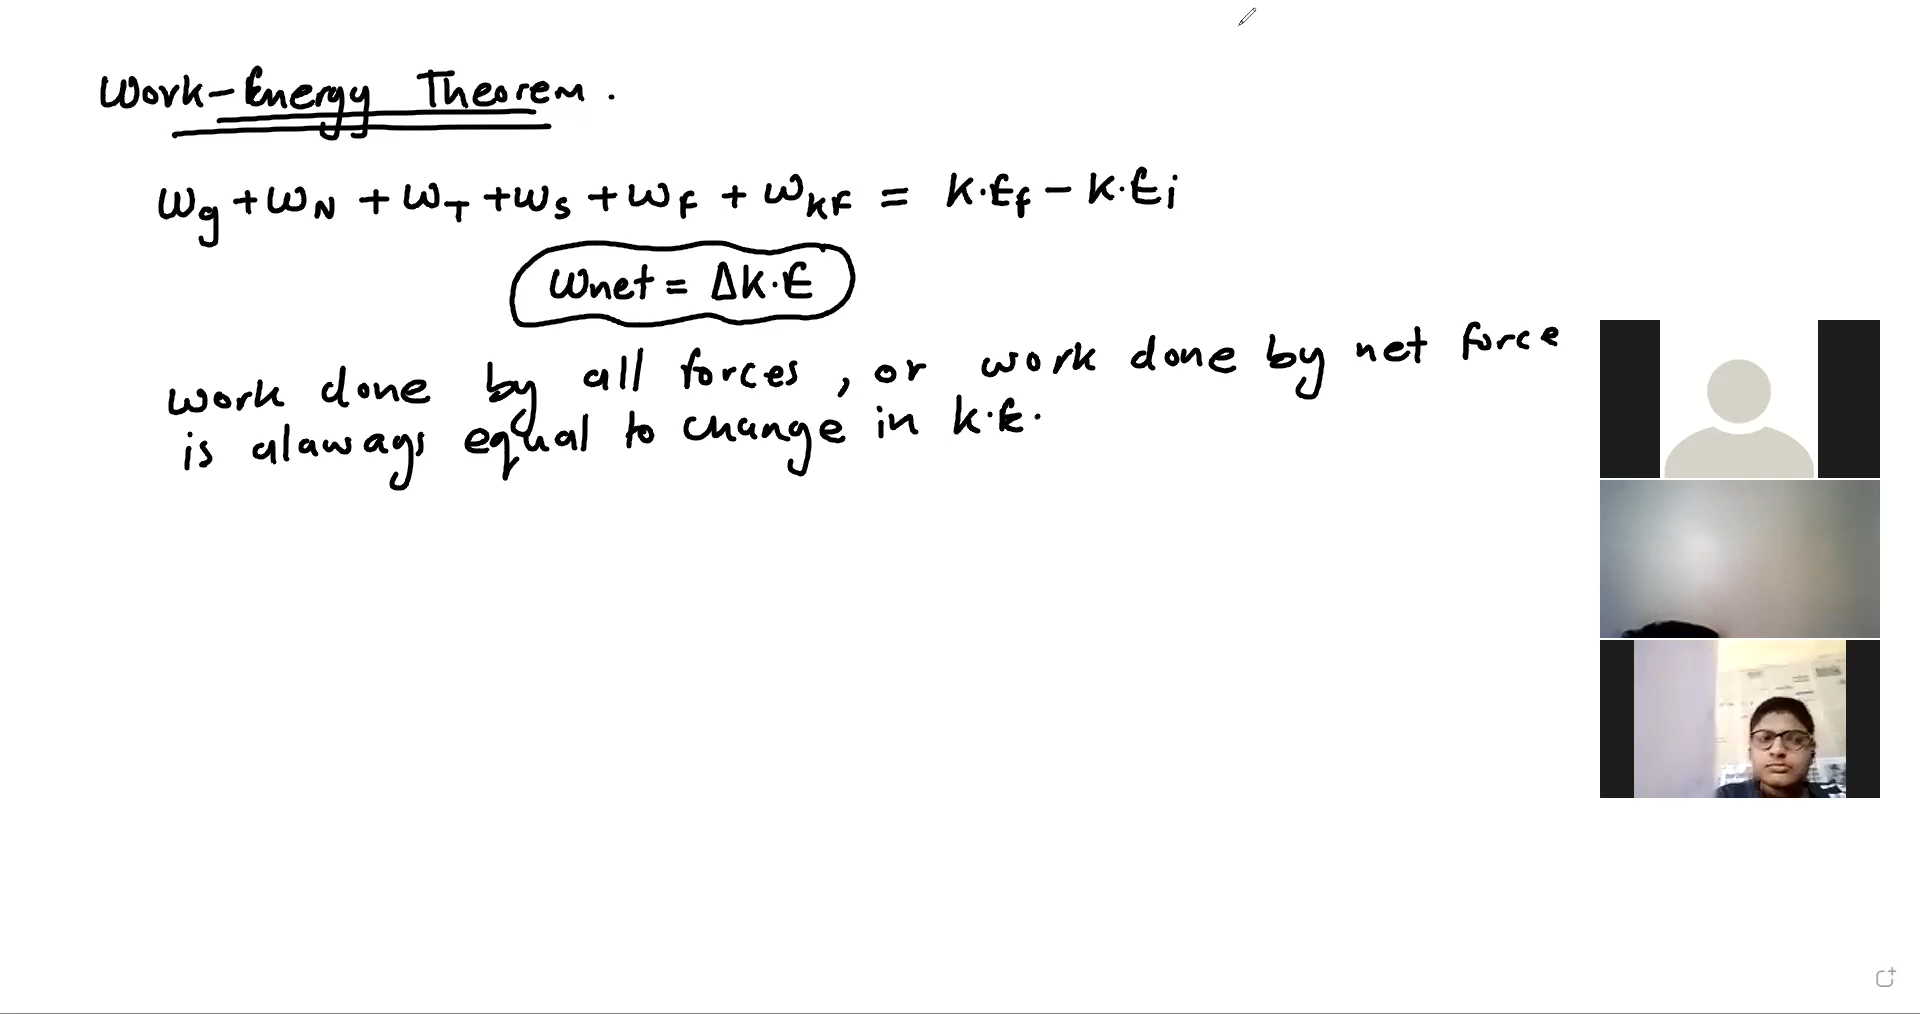 Work-Energy Theorem.
Wg + WN + WT + WS + WF + WKF = K.Ef - K.Ei
Wnet = ΔK.E
work done by all forces, or work done by net force
is alaways equal to change in K.E.